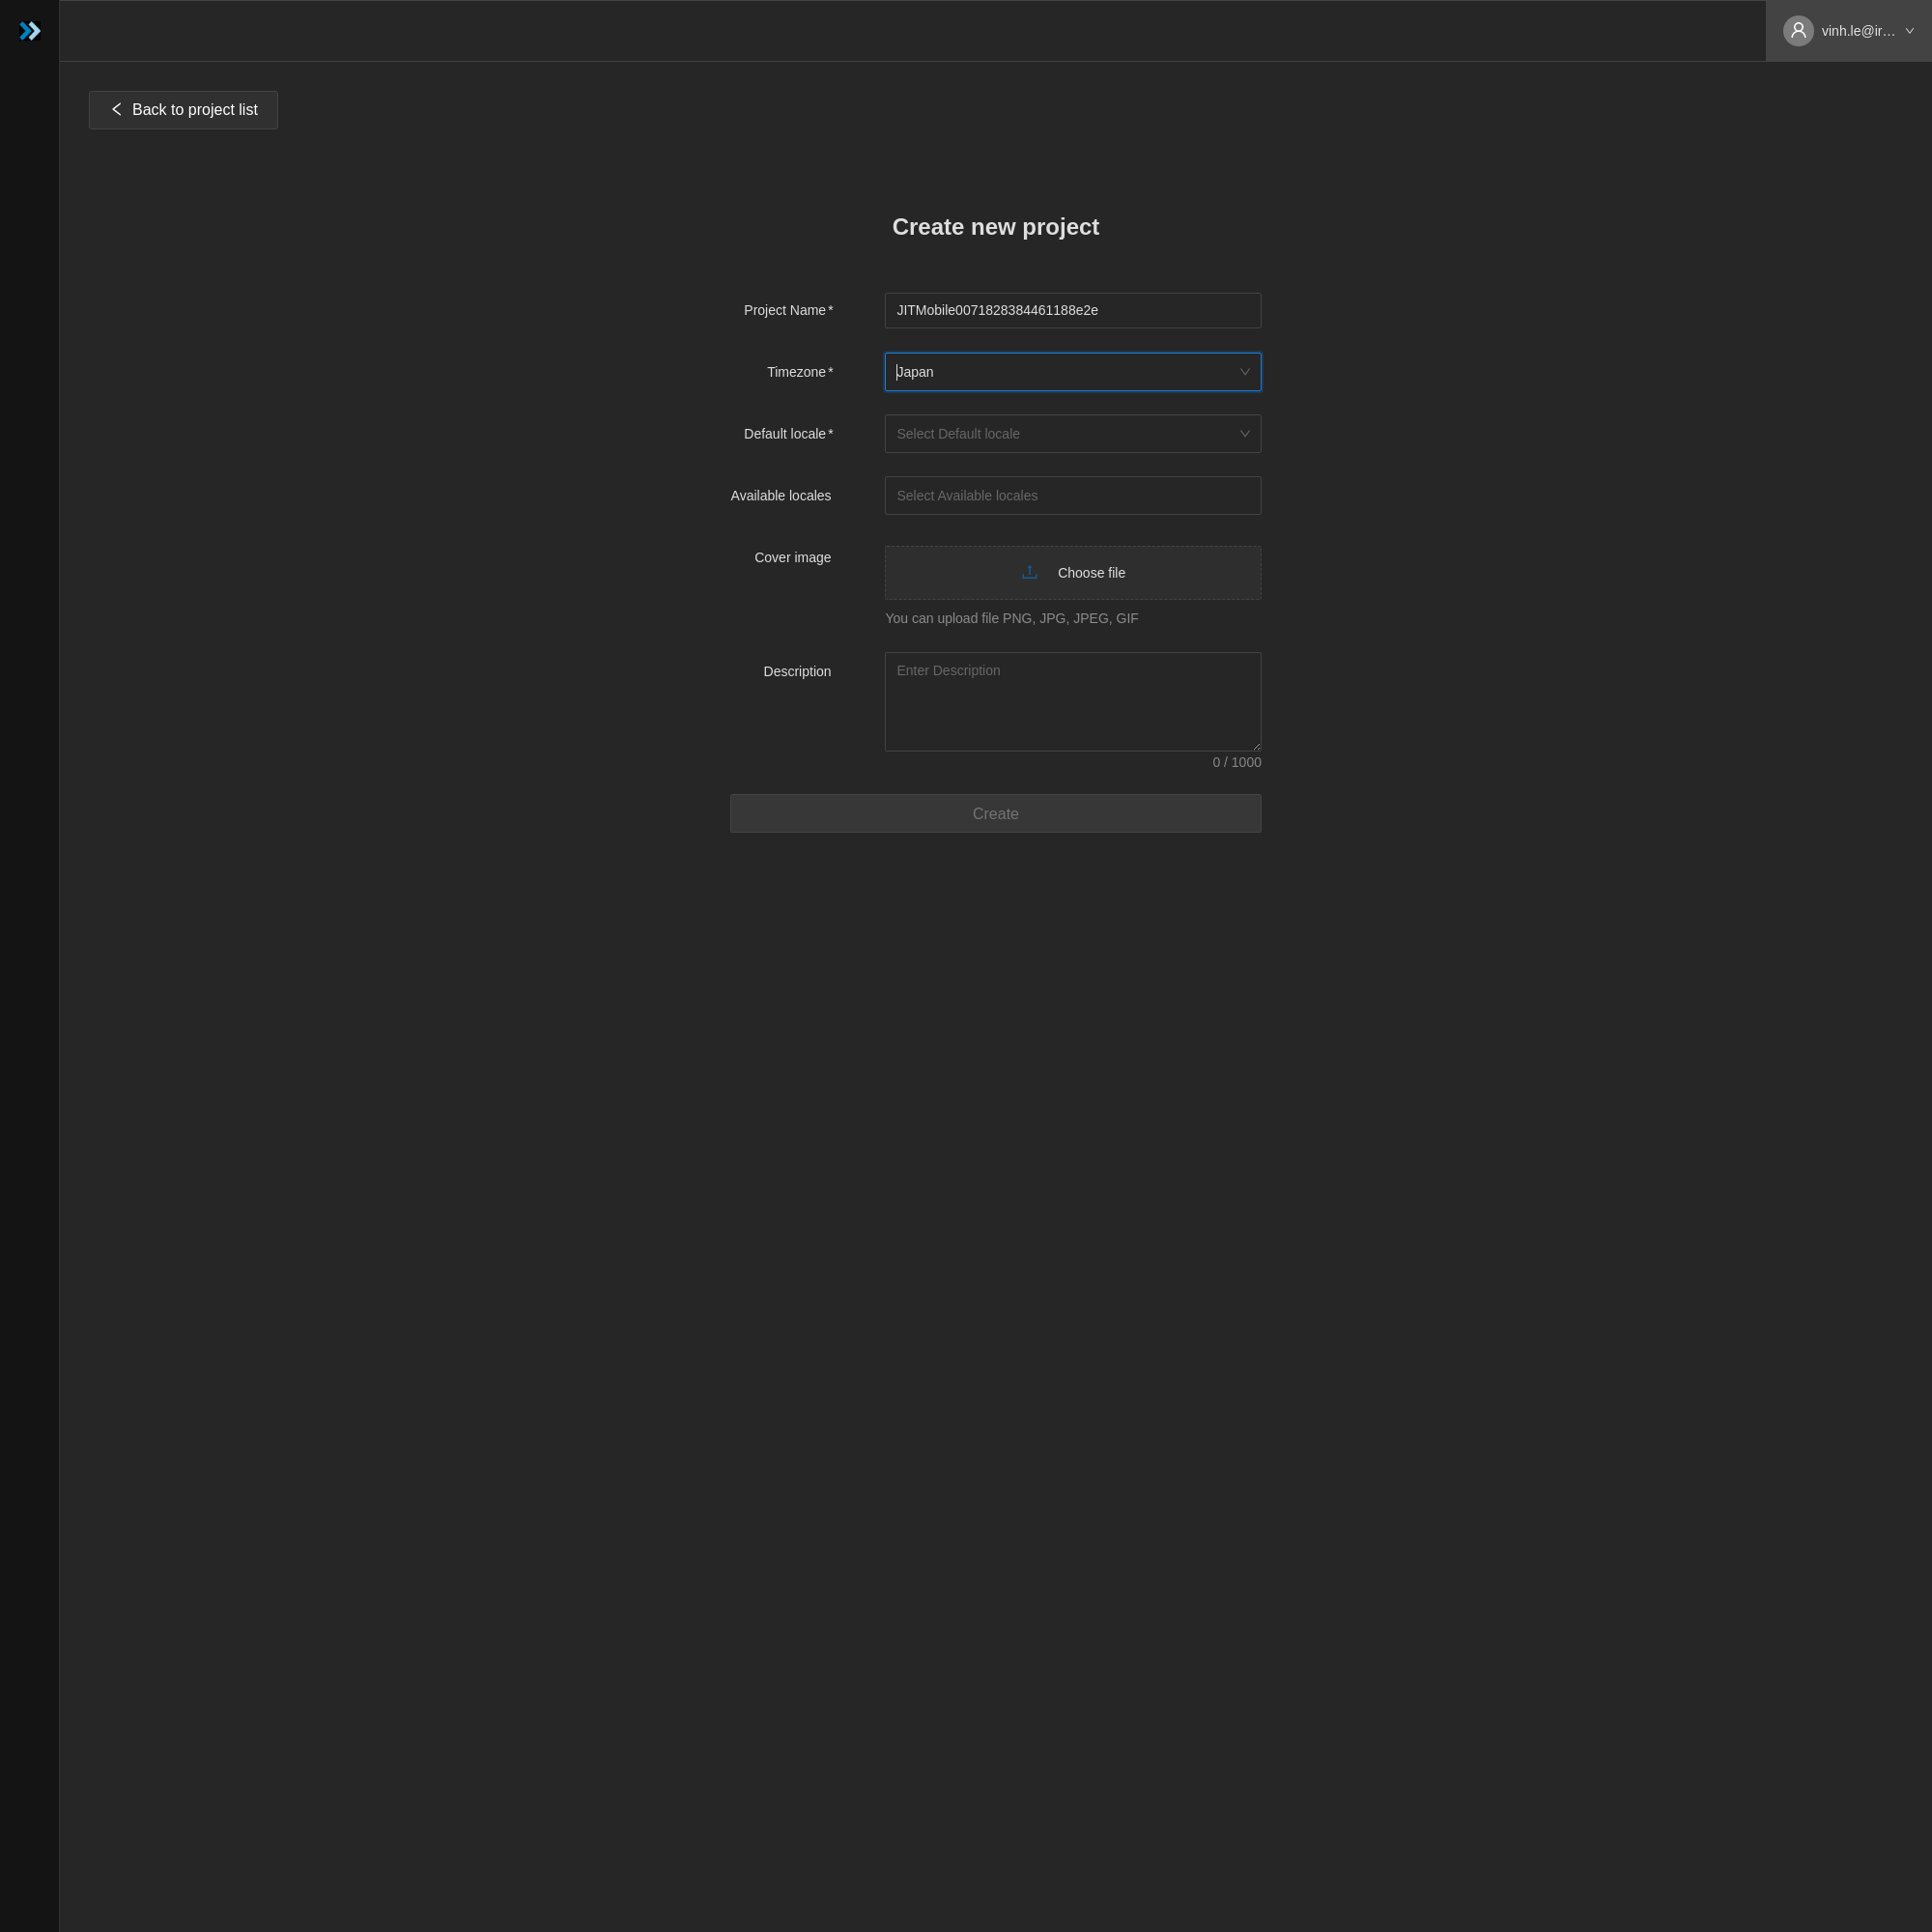 vinh.le@ir…
Back to project list
Create new project
Project Name*
JITMobile0071828384461188e2e
Timezone*
Japan
Default locale*
Select Default locale
Available locales
Select Available locales
Cover image
Choose file
You can upload file PNG, JPG, JPEG, GIF
Description
Enter Description
0 / 1000
Create